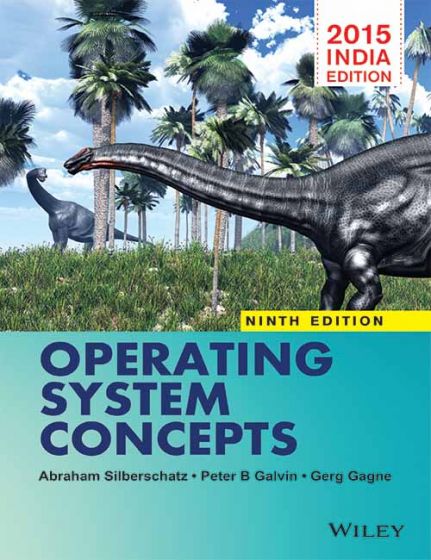 2015
INDIA
EDITION
NINTH EDITION
OPERATING
SYSTEM
CONCEPTS
Abraham Silberschatz • Peter B Galvin • Gerg Gagne
WILEY